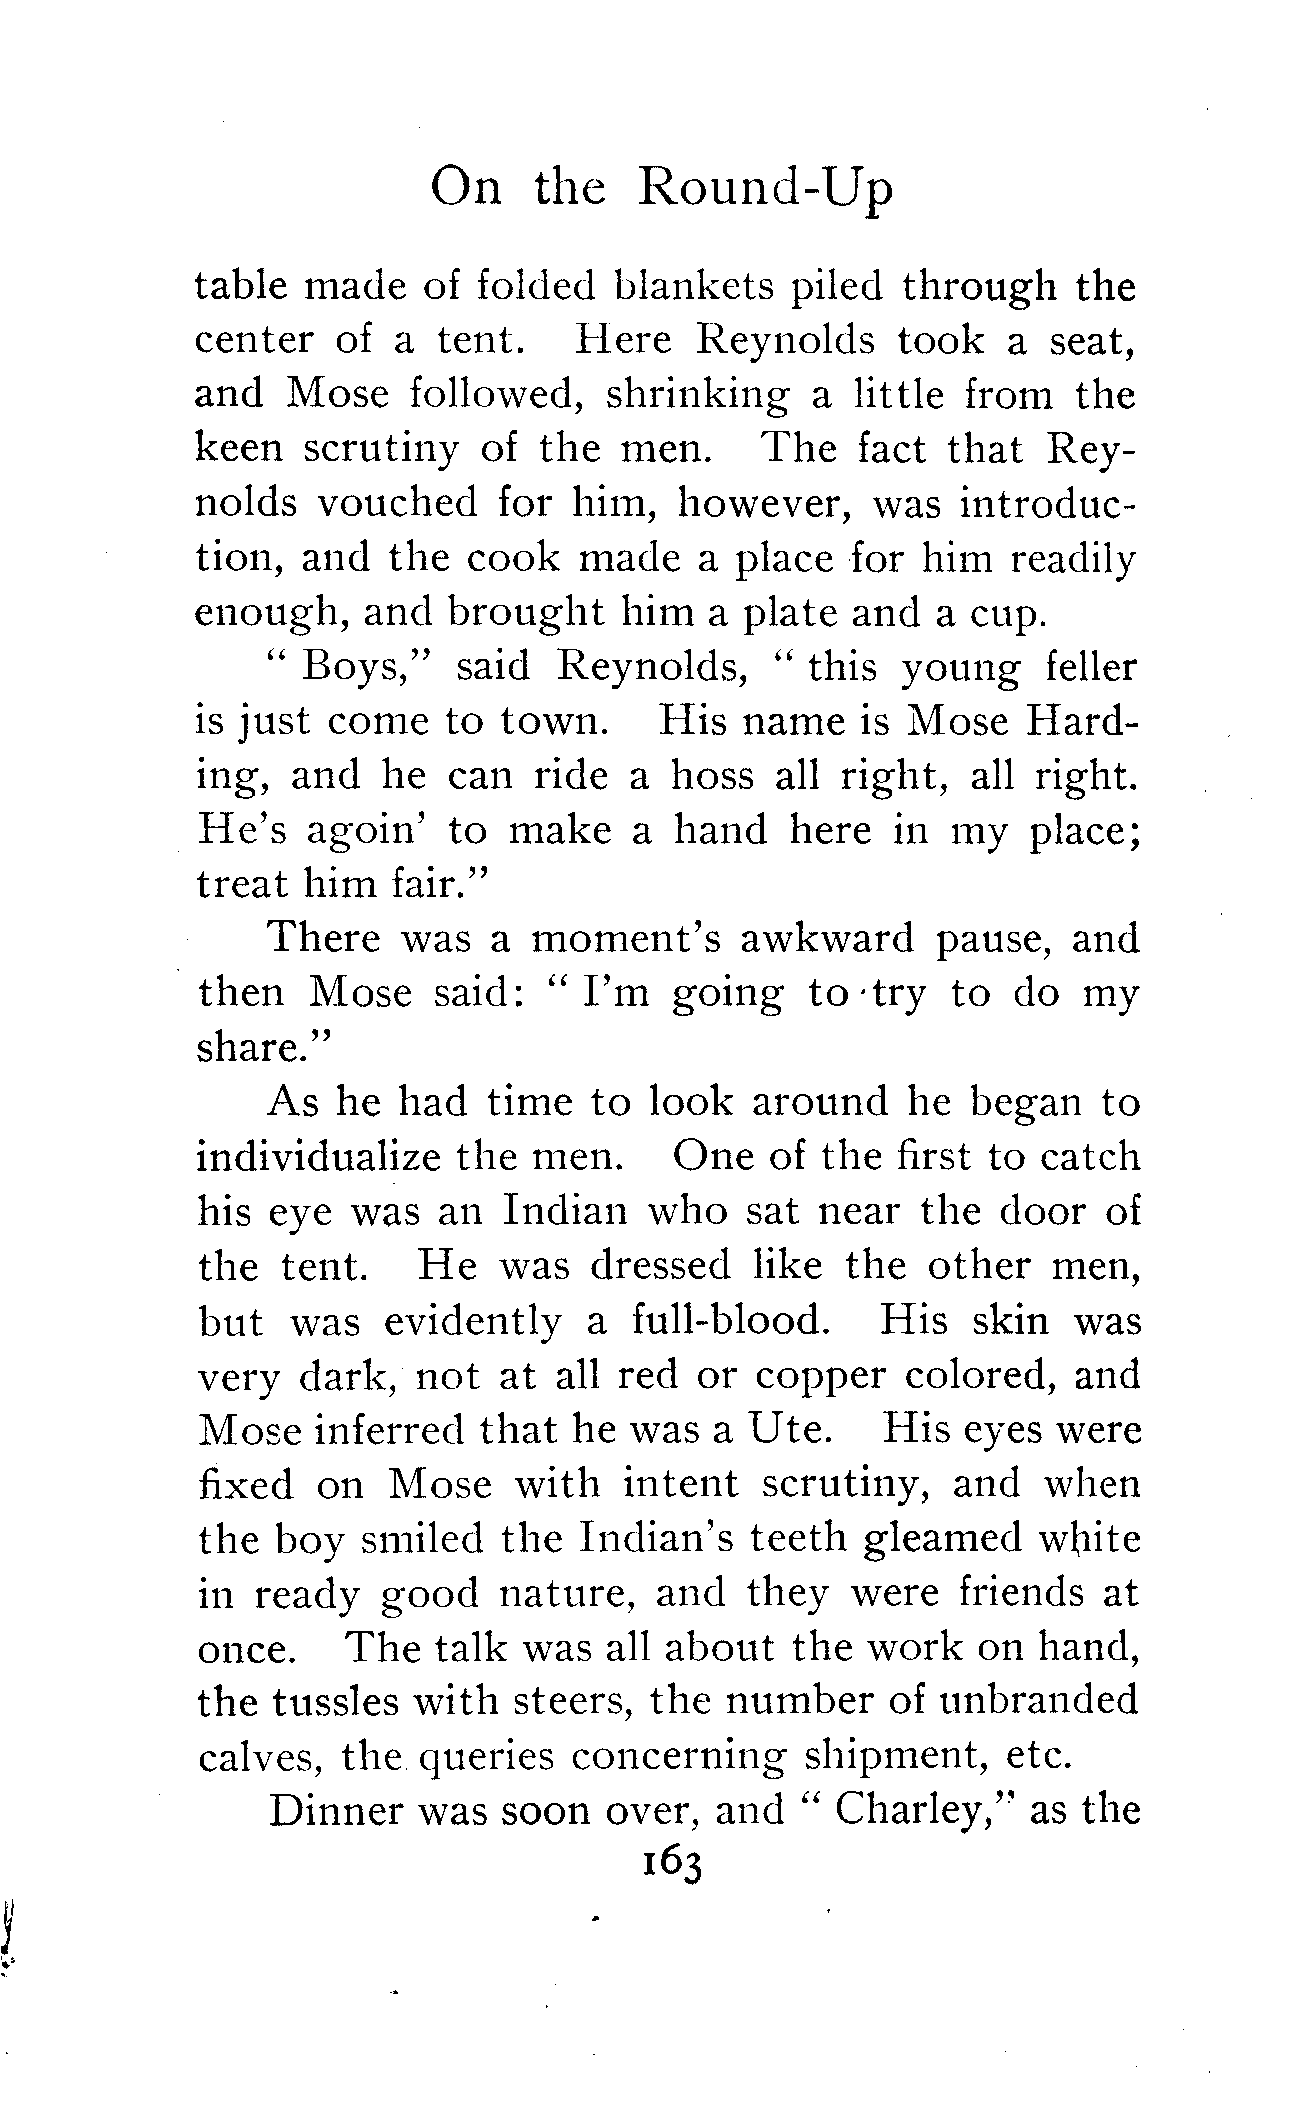 On the Round-Up
table made of folded blankets piled through the
center of a tent. Here Reynolds took a seat,
and Mose followed, shrinking a little from the
keen scrutiny of the men. The fact that Rey-
nolds vouched for him, however, was introduc-
tion, and the cook made a place for him readily
enough, and brought him a plate and a cup.
“ Boys,” said Reynolds, “ this young feller
is just come to town. His name is Mose Hard-
ing, and he can ride a hoss all right, all right.
He’s agoin’ to make a hand here in my place;
treat him fair.”
There was a moment’s awkward pause, and
then Mose said: “ I’m going to try to do my
share.”
As he had time to look around he began to
individualize the men. One of the first to catch
his eye was an Indian who sat near the door of
the tent. He was dressed like the other men,
but was evidently a full-blood. His skin was
very dark, not at all red or copper colored, and
Mose inferred that he was a Ute. His eyes were
fixed on Mose with intent scrutiny, and when
the boy smiled the Indian’s teeth gleamed white
in ready good nature, and they were friends at
once. The talk was all about the work on hand,
the tussles with steers, the number of unbranded
calves, the queries concerning shipment, etc.
Dinner was soon over, and “ Charley,” as the
163